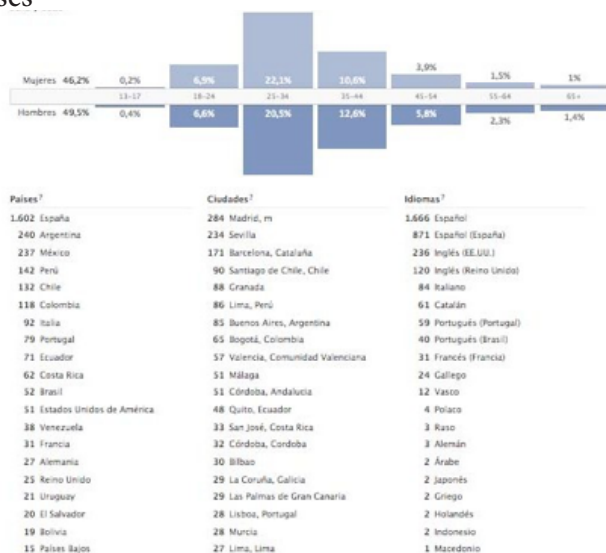 Mujeres 46,2% 0,2% 6,9% 22,1% 10,6% 3,9% 1,5% 1%
13-17 18-24 25-34 35-44 45-54 55-64 65+
Hombres 49,5% 0,4% 6,6% 20,5% 12,6% 5,8% 2,3% 1,4%
Países?
1.602 España
240 Argentina
237 México
142 Perú
132 Chile
118 Colombia
92 Italia
79 Portugal
71 Ecuador
62 Costa Rica
52 Brasil
51 Estados Unidos de América
38 Venezuela
31 Francia
27 Alemania
25 Reino Unido
21 Uruguay
20 El Salvador
19 Bolivia
15 Países Bajos
Ciudades?
284 Madrid, m
234 Sevilla
171 Barcelona, Cataluña
90 Santiago de Chile, Chile
88 Granada
86 Lima, Perú
85 Buenos Aires, Argentina
65 Bogotá, Colombia
57 Valencia, Comunidad Valenciana
51 Málaga
51 Córdoba, Andalucia
48 Quito, Ecuador
33 San José, Costa Rica
32 Córdoba, Cordoba
30 Bilbao
29 La Coruña, Galicia
29 Las Palmas de Gran Canaria
28 Lisboa, Portugal
28 Murcia
27 Lima, Lima
Idiomas?
1.666 Español
871 Español (España)
236 Inglés (EE.UU.)
120 Inglés (Reino Unido)
84 Italiano
61 Catalán
59 Portugués (Portugal)
40 Portugués (Brasil)
31 Francés (Francia)
24 Gallego
12 Vasco
4 Polaco
3 Ruso
3 Alemán
2 Árabe
2 Japonés
2 Griego
2 Holandés
2 Indonesio
1 Macedonio